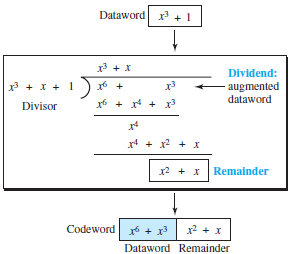 Dataword x³ + 1
x³ + x
x³ + x + 1 ) x⁶ + x³
Dividend:
augmented
dataword
Divisor
x⁶ + x⁴ + x³
x⁴
x⁴ + x² + x
x² + x Remainder
Codeword x⁶ + x³ x² + x
Dataword Remainder